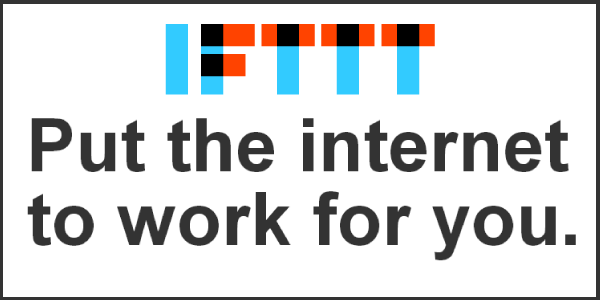 IFTTT
Put the internet
to work for you.